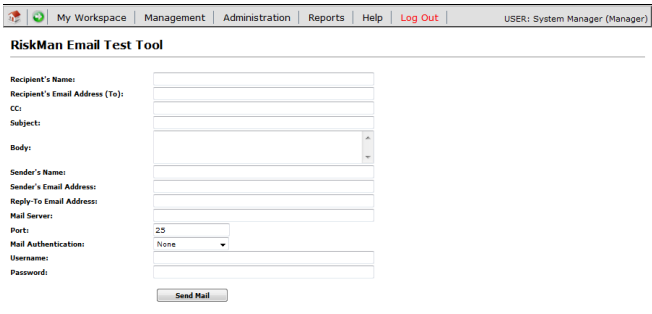 My Workspace | Management | Administration | Reports | Help | Log Out USER: System Manager (Manager)
RiskMan Email Test Tool
Recipient's Name:
Recipient's Email Address (To):
CC:
Subject:
Body:
Sender's Name:
Sender's Email Address:
Reply-To Email Address:
Mail Server:
Port: 25
Mail Authentication: None
Username:
Password:
Send Mail